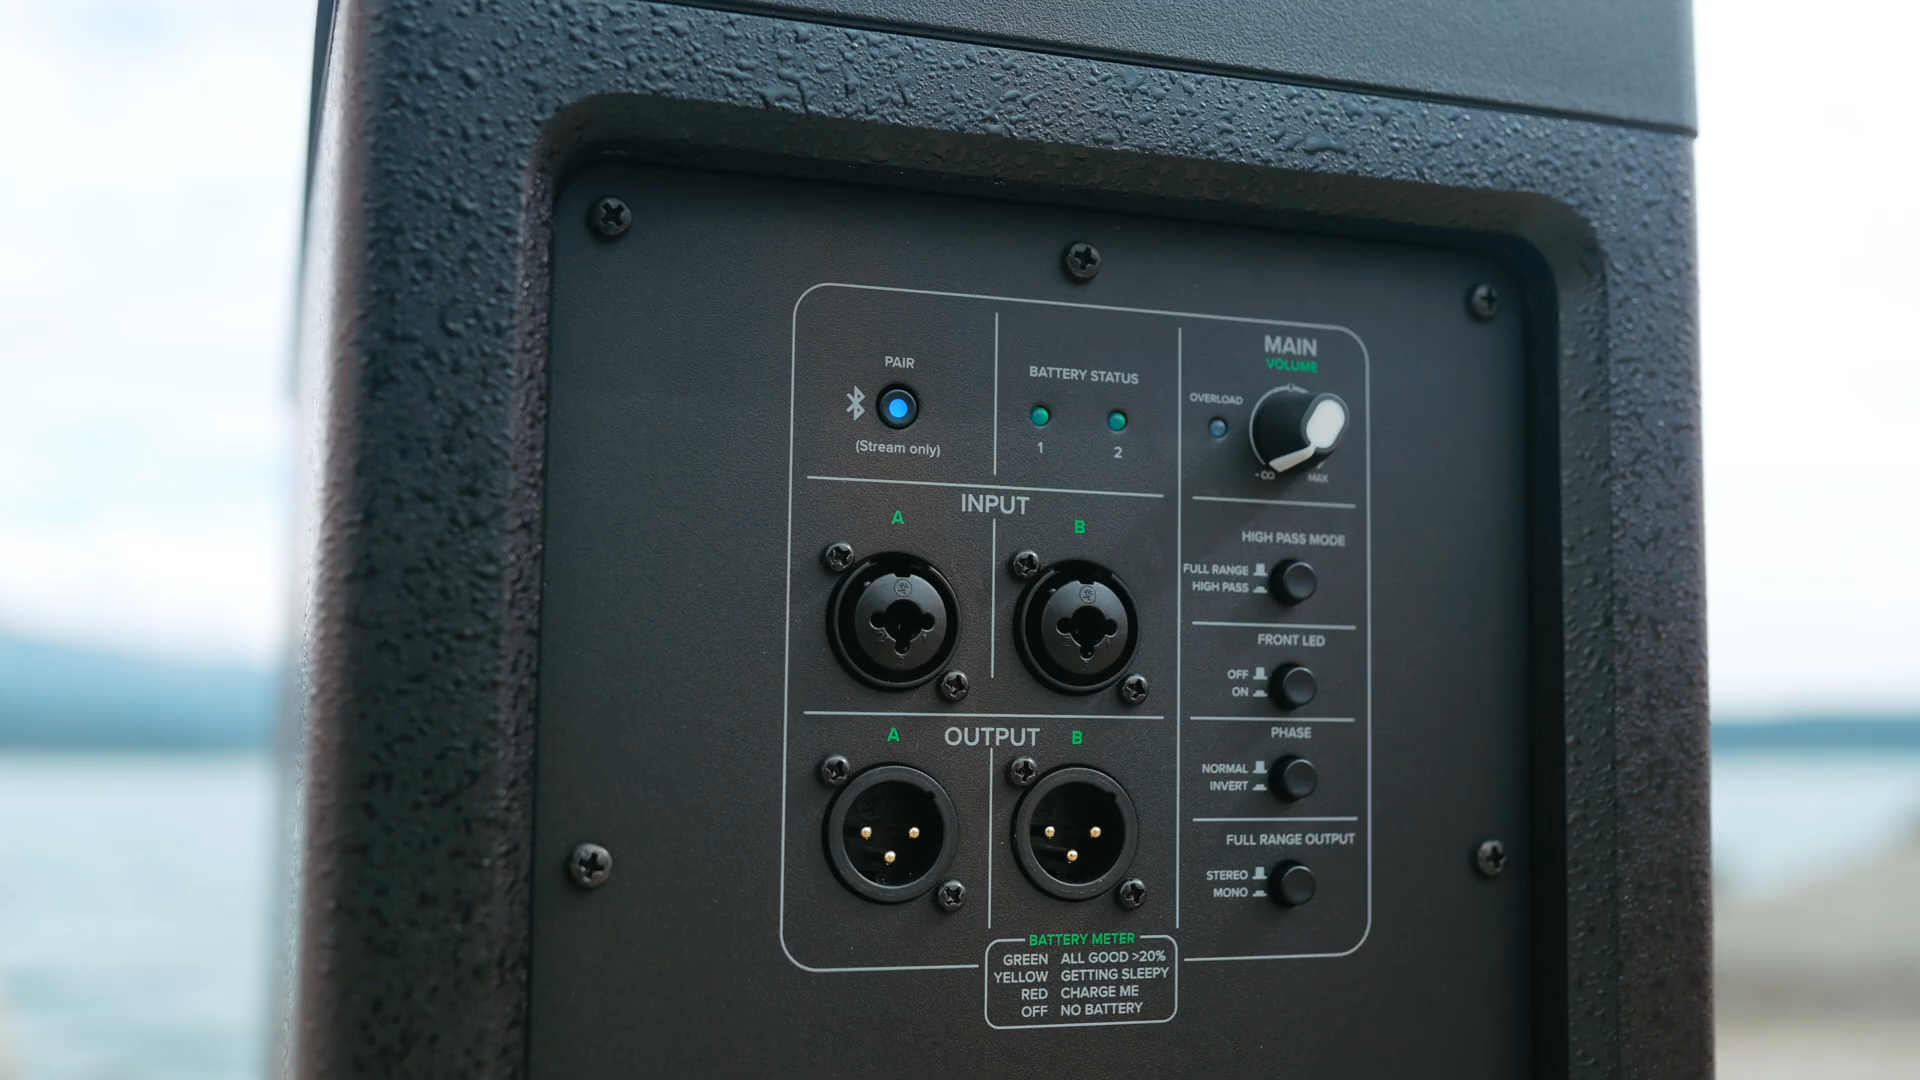 PAIR
(Stream only)
BATTERY STATUS
1
2
MAIN
VOLUME
OVERLOAD
- ∞
MAX
INPUT
A
B
OUTPUT
A
B
HIGH PASS MODE
FULL RANGE
HIGH PASS
FRONT LED
OFF
ON
PHASE
NORMAL
INVERT
FULL RANGE OUTPUT
STEREO
MONO
BATTERY METER
GREEN ALL GOOD >20%
YELLOW GETTING SLEEPY
RED CHARGE ME
OFF NO BATTERY